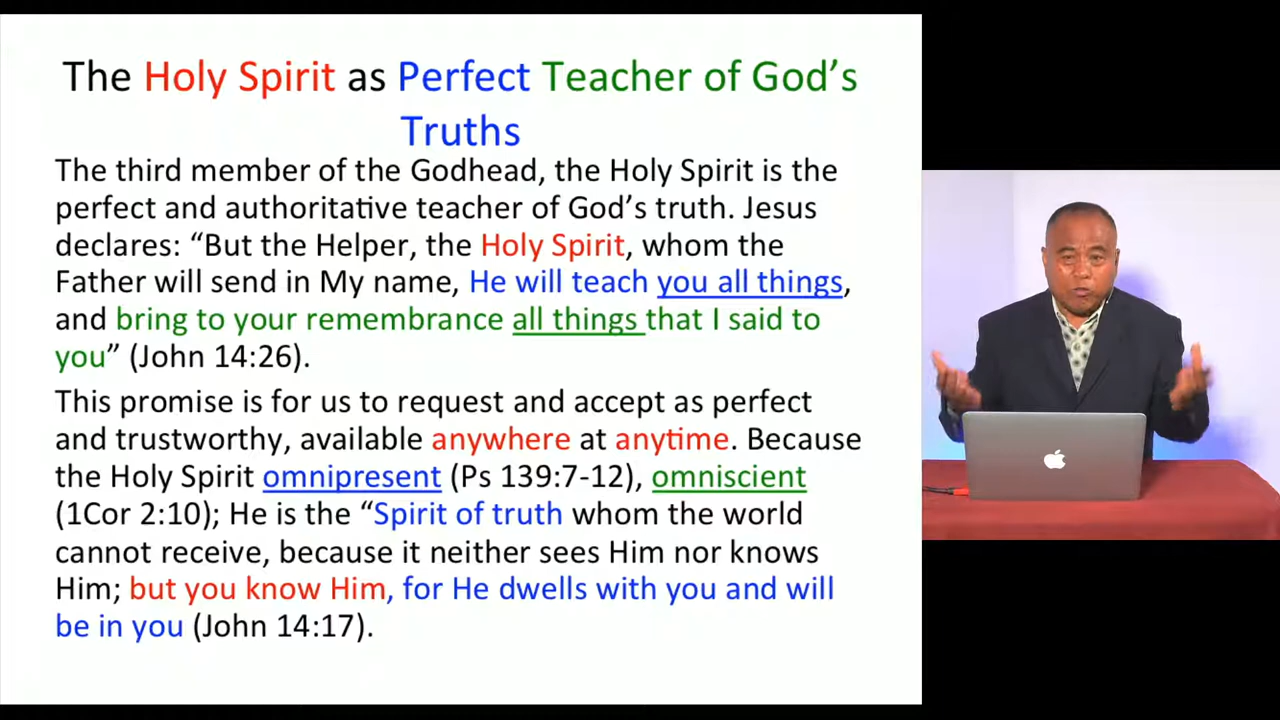 The Holy Spirit as Perfect Teacher of God’s
Truths
The third member of the Godhead, the Holy Spirit is the
perfect and authoritative teacher of God’s truth. Jesus
declares: “But the Helper, the Holy Spirit, whom the
Father will send in My name, He will teach you all things,
and bring to your remembrance all things that I said to
you” (John 14:26).
This promise is for us to request and accept as perfect
and trustworthy, available anywhere at anytime. Because
the Holy Spirit omnipresent (Ps 139:7-12), omniscient
(1Cor 2:10); He is the “Spirit of truth whom the world
cannot receive, because it neither sees Him nor knows
Him; but you know Him, for He dwells with you and will
be in you (John 14:17).